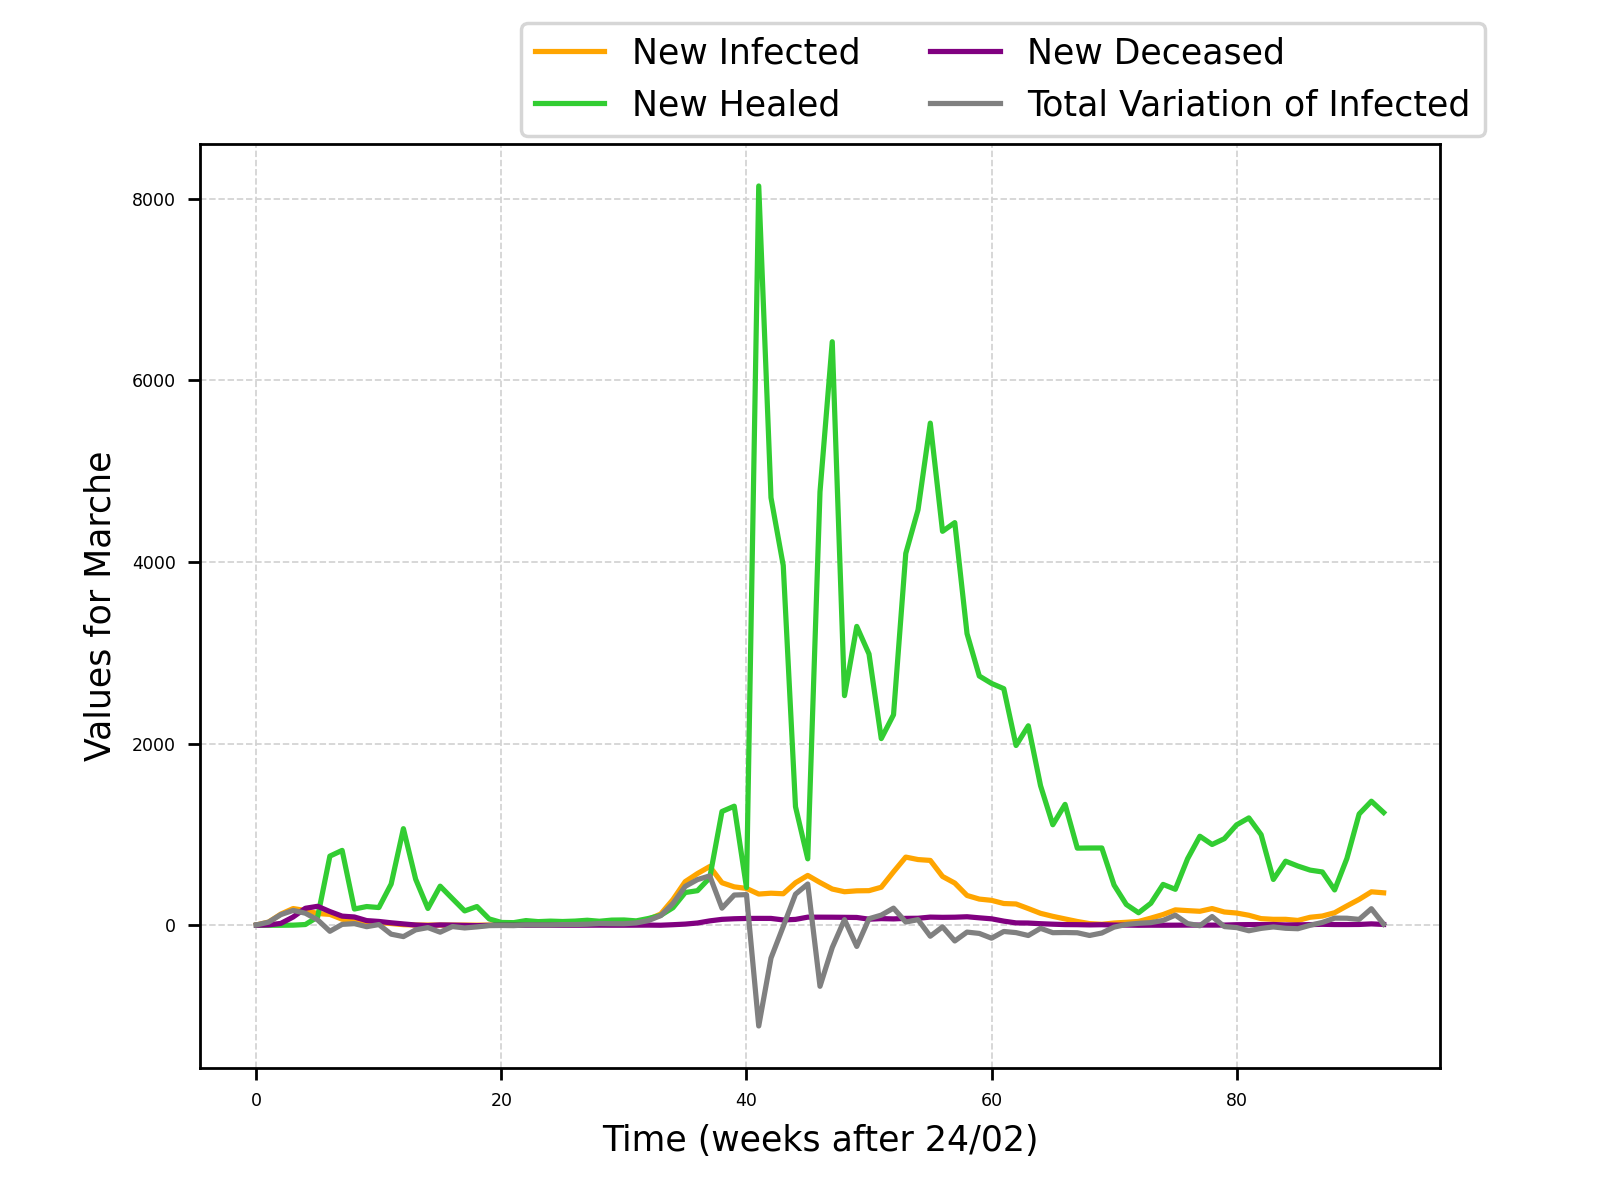 New Infected
New Healed
New Deceased
Total Variation of Infected
Values for Marche
8000
6000
4000
2000
0
0
20
40
60
80
Time (weeks after 24/02)